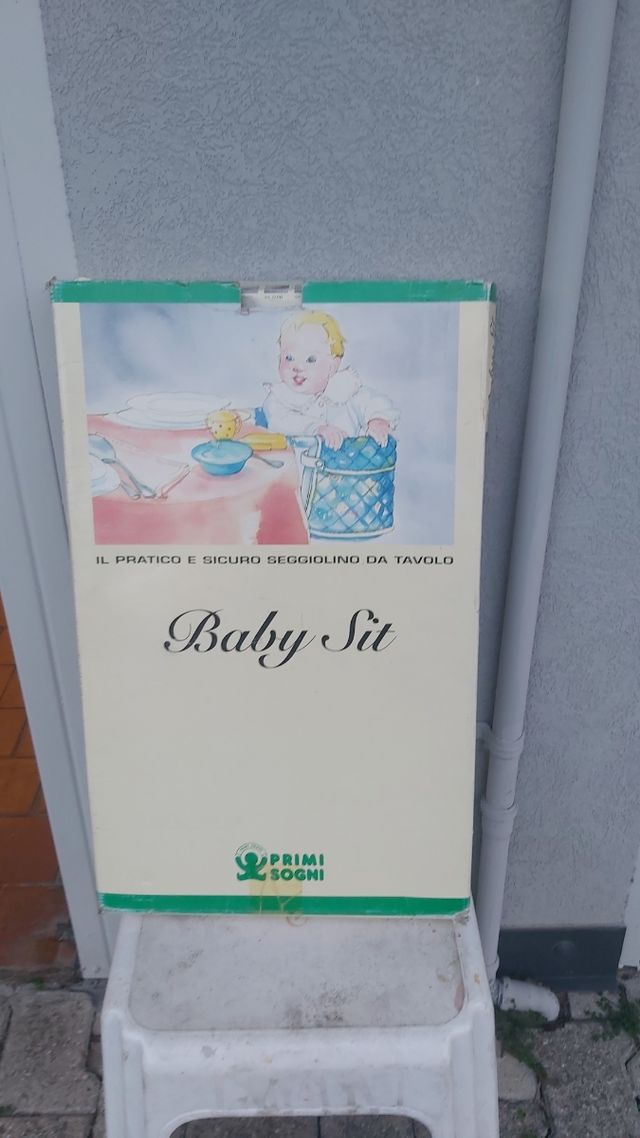 IL PRATICO E SICURO SEGGIOLINO DA TAVOLO
Baby Sit
PRIMI
SOGNI